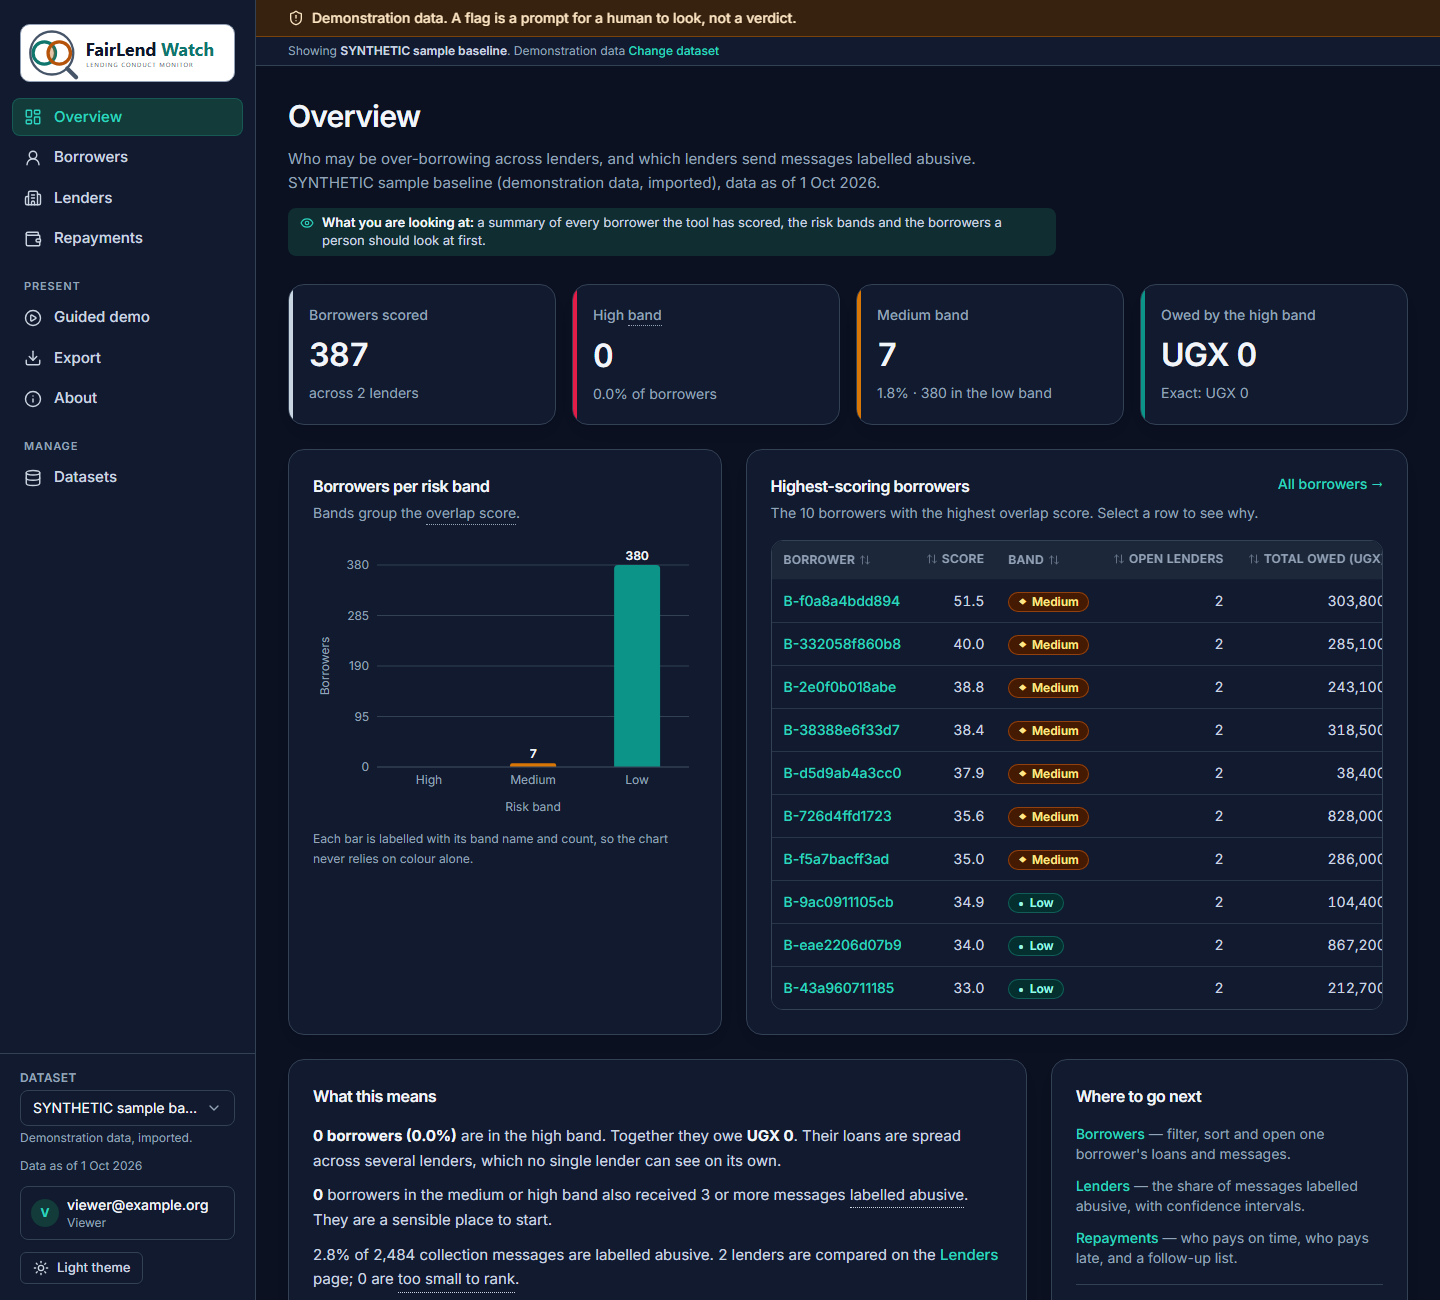 FairLend Watch
LENDING CONDUCT MONITOR
Overview
Borrowers
Lenders
Repayments
PRESENT
Guided demo
Export
About
MANAGE
Datasets
DATASET
SYNTHETIC sample ba...
Demonstration data, imported.
Data as of 1 Oct 2026
V
viewer@example.org
Viewer
Light theme
Demonstration data. A flag is a prompt for a human to look, not a verdict.
Showing SYNTHETIC sample baseline. Demonstration data Change dataset
Overview
Who may be over-borrowing across lenders, and which lenders send messages labelled abusive.
SYNTHETIC sample baseline (demonstration data, imported), data as of 1 Oct 2026.
What you are looking at: a summary of every borrower the tool has scored, the risk bands and the borrowers a
person should look at first.
Borrowers scored
387
across 2 lenders
High band
0
0.0% of borrowers
Medium band
7
1.8% · 380 in the low band
Owed by the high band
UGX 0
Exact: UGX 0
Borrowers per risk band
Bands group the overlap score.
380
380
285
190
95
0
7
Borrowers
High Medium Low
Risk band
Each bar is labelled with its band name and count, so the chart
never relies on colour alone.
Highest-scoring borrowers
All borrowers →
The 10 borrowers with the highest overlap score. Select a row to see why.
BORROWER ↑↓ ↑↓ SCORE BAND ↑↓ ↑↓ OPEN LENDERS ↑↓ TOTAL OWED (UGX)
B-f0a8a4bdd894 51.5 Medium 2 303,800
B-332058f860b8 40.0 Medium 2 285,100
B-2e0f0b018abe 38.8 Medium 2 243,100
B-38388e6f33d7 38.4 Medium 2 318,500
B-d5d9ab4a3cc0 37.9 Medium 2 38,400
B-726d4ffd1723 35.6 Medium 2 828,000
B-f5a7bacff3ad 35.0 Medium 2 286,000
B-9ac0911105cb 34.9 Low 2 104,400
B-eae2206d07b9 34.0 Low 2 867,200
B-43a960711185 33.0 Low 2 212,700
What this means
0 borrowers (0.0%) are in the high band. Together they owe UGX 0. Their loans are spread
across several lenders, which no single lender can see on its own.
0 borrowers in the medium or high band also received 3 or more messages labelled abusive.
They are a sensible place to start.
2.8% of 2,484 collection messages are labelled abusive. 2 lenders are compared on the Lenders
page; 0 are too small to rank.
Where to go next
Borrowers — filter, sort and open one
borrower's loans and messages.
Lenders — the share of messages labelled
abusive, with confidence intervals.
Repayments — who pays on time, who pays
late, and a follow-up list.